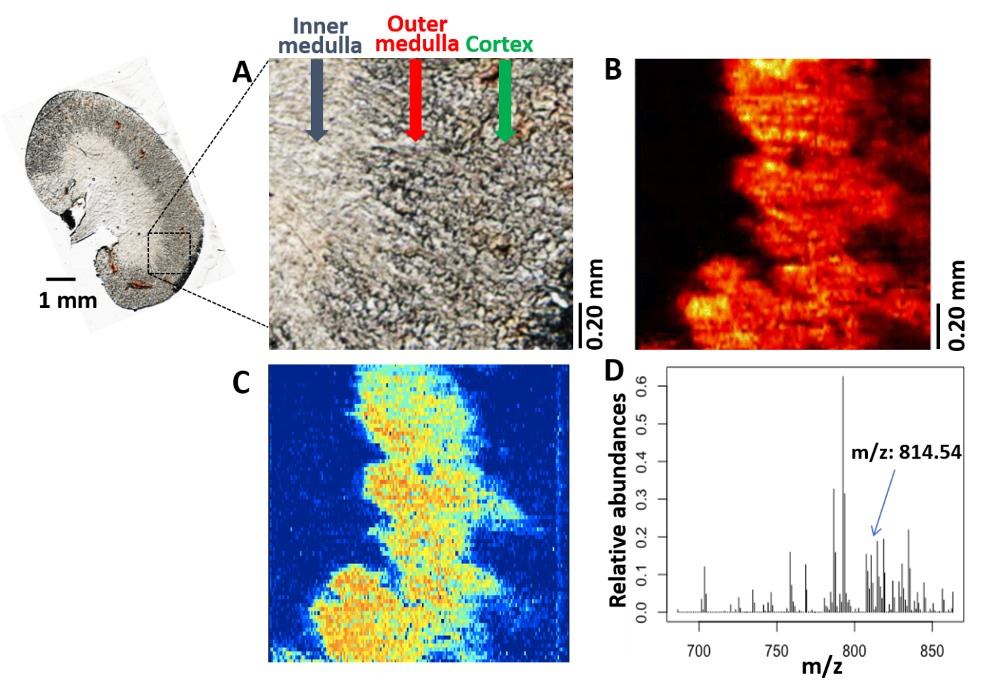 Inner
medulla
Outer
medulla
Cortex
A
B
1 mm
0.20 mm
0.20 mm
C
D
Relative abundances
0.6
0.5
0.4
0.3
0.2
0.1
0.0
m/z: 814.54
700
750
800
850
m/z